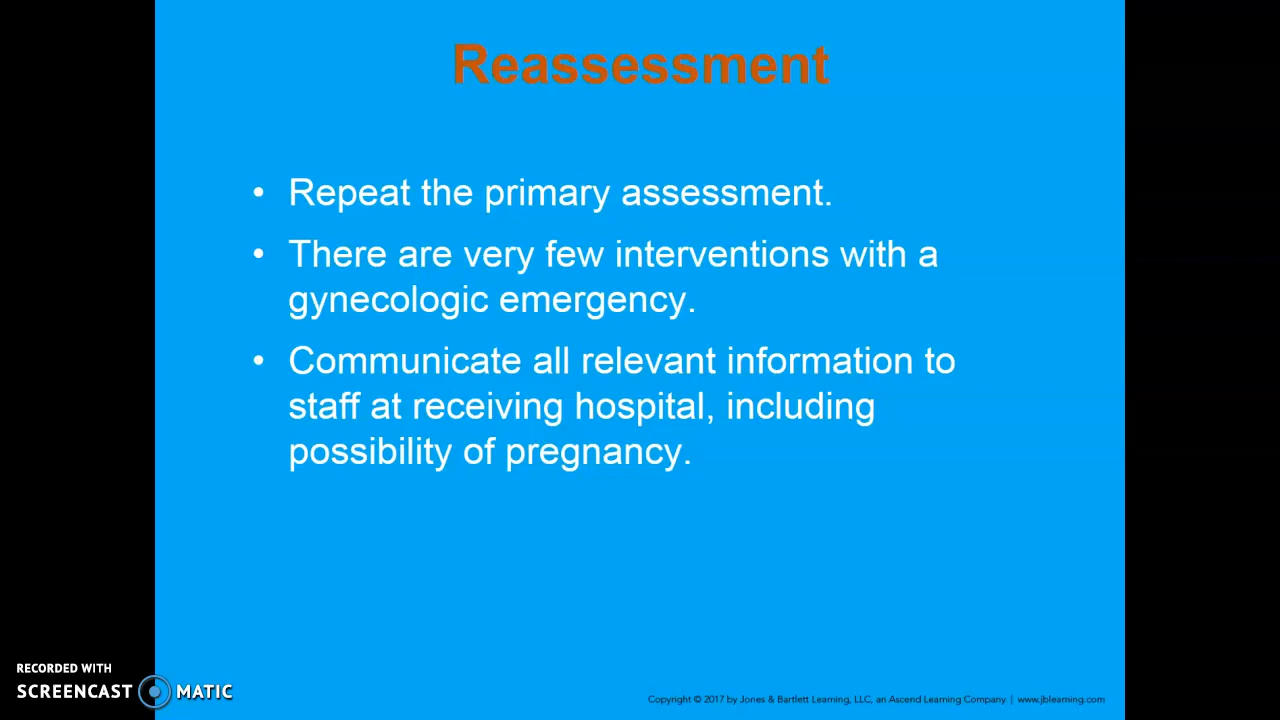 Reassessment
• Repeat the primary assessment.
• There are very few interventions with a
gynecologic emergency.
• Communicate all relevant information to
staff at receiving hospital, including
possibility of pregnancy.
RECORDED WITH
SCREENCAST MATIC
Copyright © 2017 by Jones & Bartlett Learning, LLC, an Ascend Learning Company | www.jblearning.com